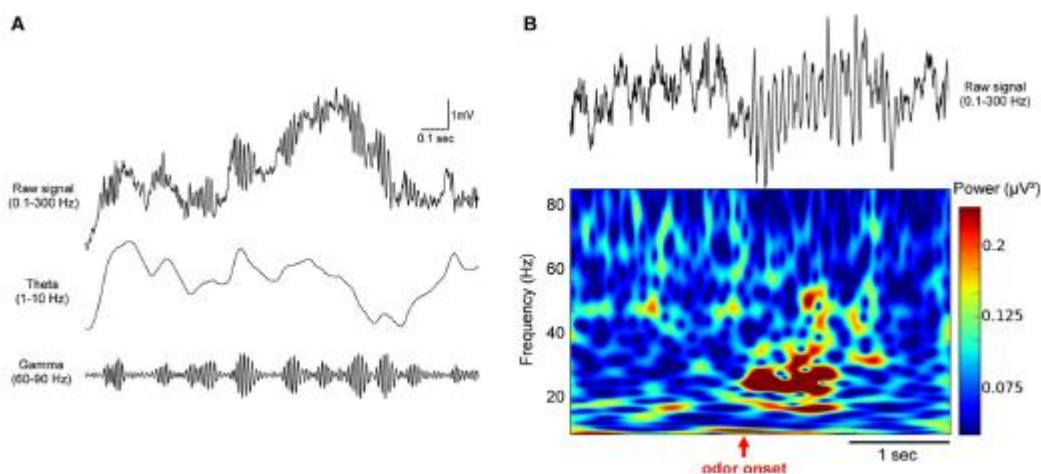 A
1mV
0.1 sec
Raw signal
(0.1-300 Hz)
Theta
(1-10 Hz)
Gamma
(60-90 Hz)
B
Raw signal
(0.1-300 Hz)
Power (µV²)
80
60
40
20
Frequency (Hz)
0.2
0.125
0.075
1 sec
odor onset